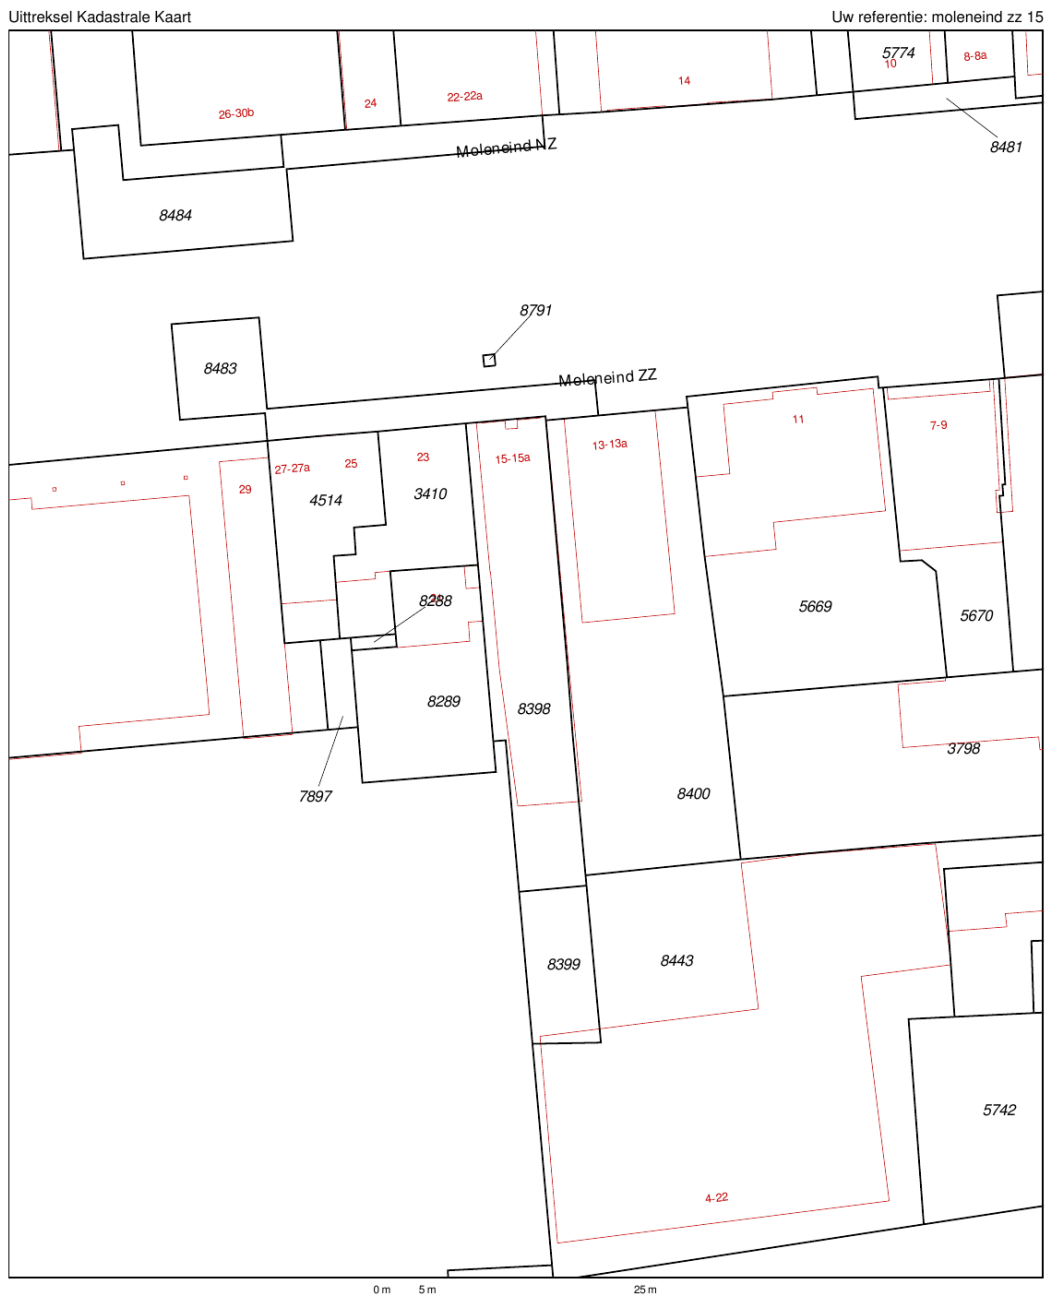 Uittreksel Kadastrale Kaart
Uw referentie: moleneind zz 15
5774
10
8-8a
14
22-22a
24
26-30b
8481
Moleneind NZ
8484
8791
8483
Moleneind ZZ
11
7-9
13-13a
15-15a
23
25
27-27a
29
4514
3410
8288
5669
5670
8289
8398
3798
7897
8400
8399
8443
5742
4-22
0 m 5 m 25 m